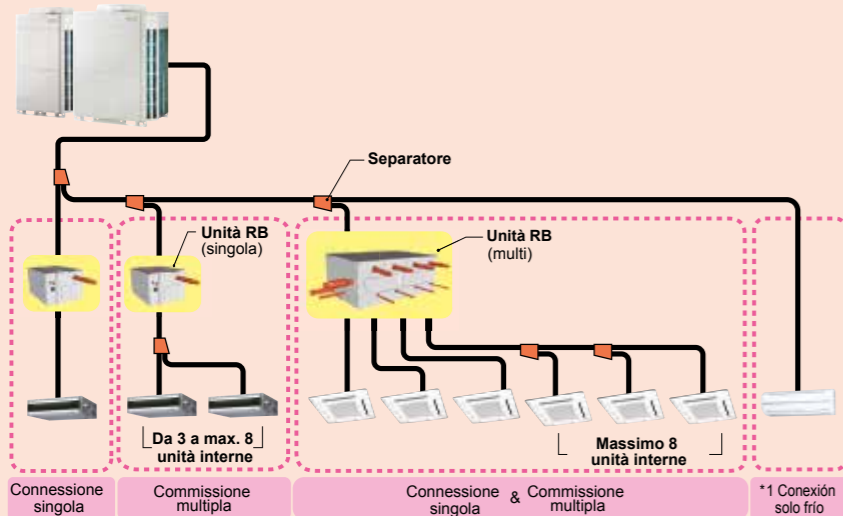 Separatore
Unità RB
(singola)
Unità RB
(multi)
Da 3 a max. 8
unità interne
Massimo 8
unità interne
Connessione
singola
Commissione
multipla
Connessione
singola
&
Commissione
multipla
*1 Conexión
solo frío